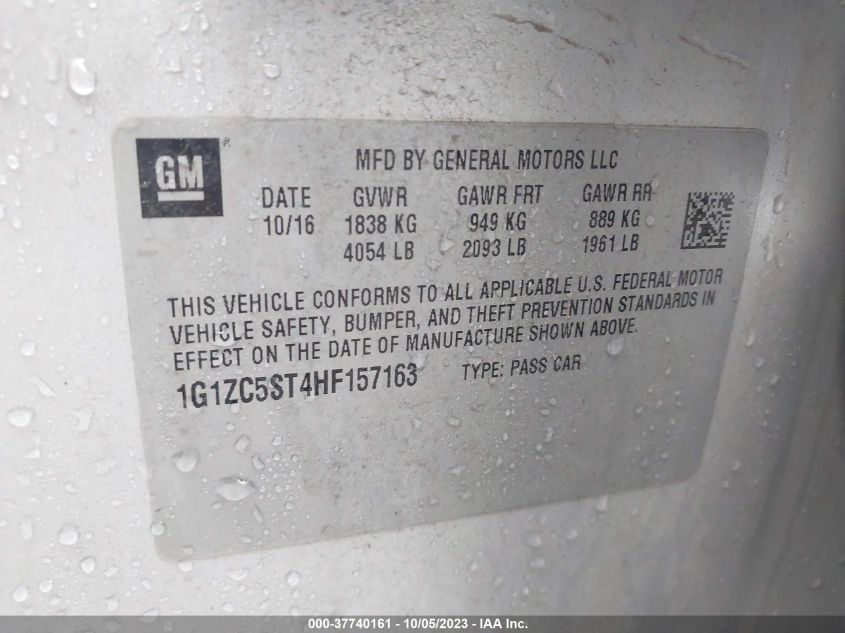 GM®
MFD BY GENERAL MOTORS LLC
DATE GVWR GAWR FRT GAWR RR
10/16 1838 KG 949 KG 889 KG
4054 LB 2093 LB 1961 LB
THIS VEHICLE CONFORMS TO ALL APPLICABLE U.S. FEDERAL MOTOR
VEHICLE SAFETY, BUMPER, AND THEFT PREVENTION STANDARDS IN
EFFECT ON THE DATE OF MANUFACTURE SHOWN ABOVE.
1G1ZC5ST4HF157163 TYPE: PASS CAR
000-37740161 - 10/05/2023 - IAA Inc.